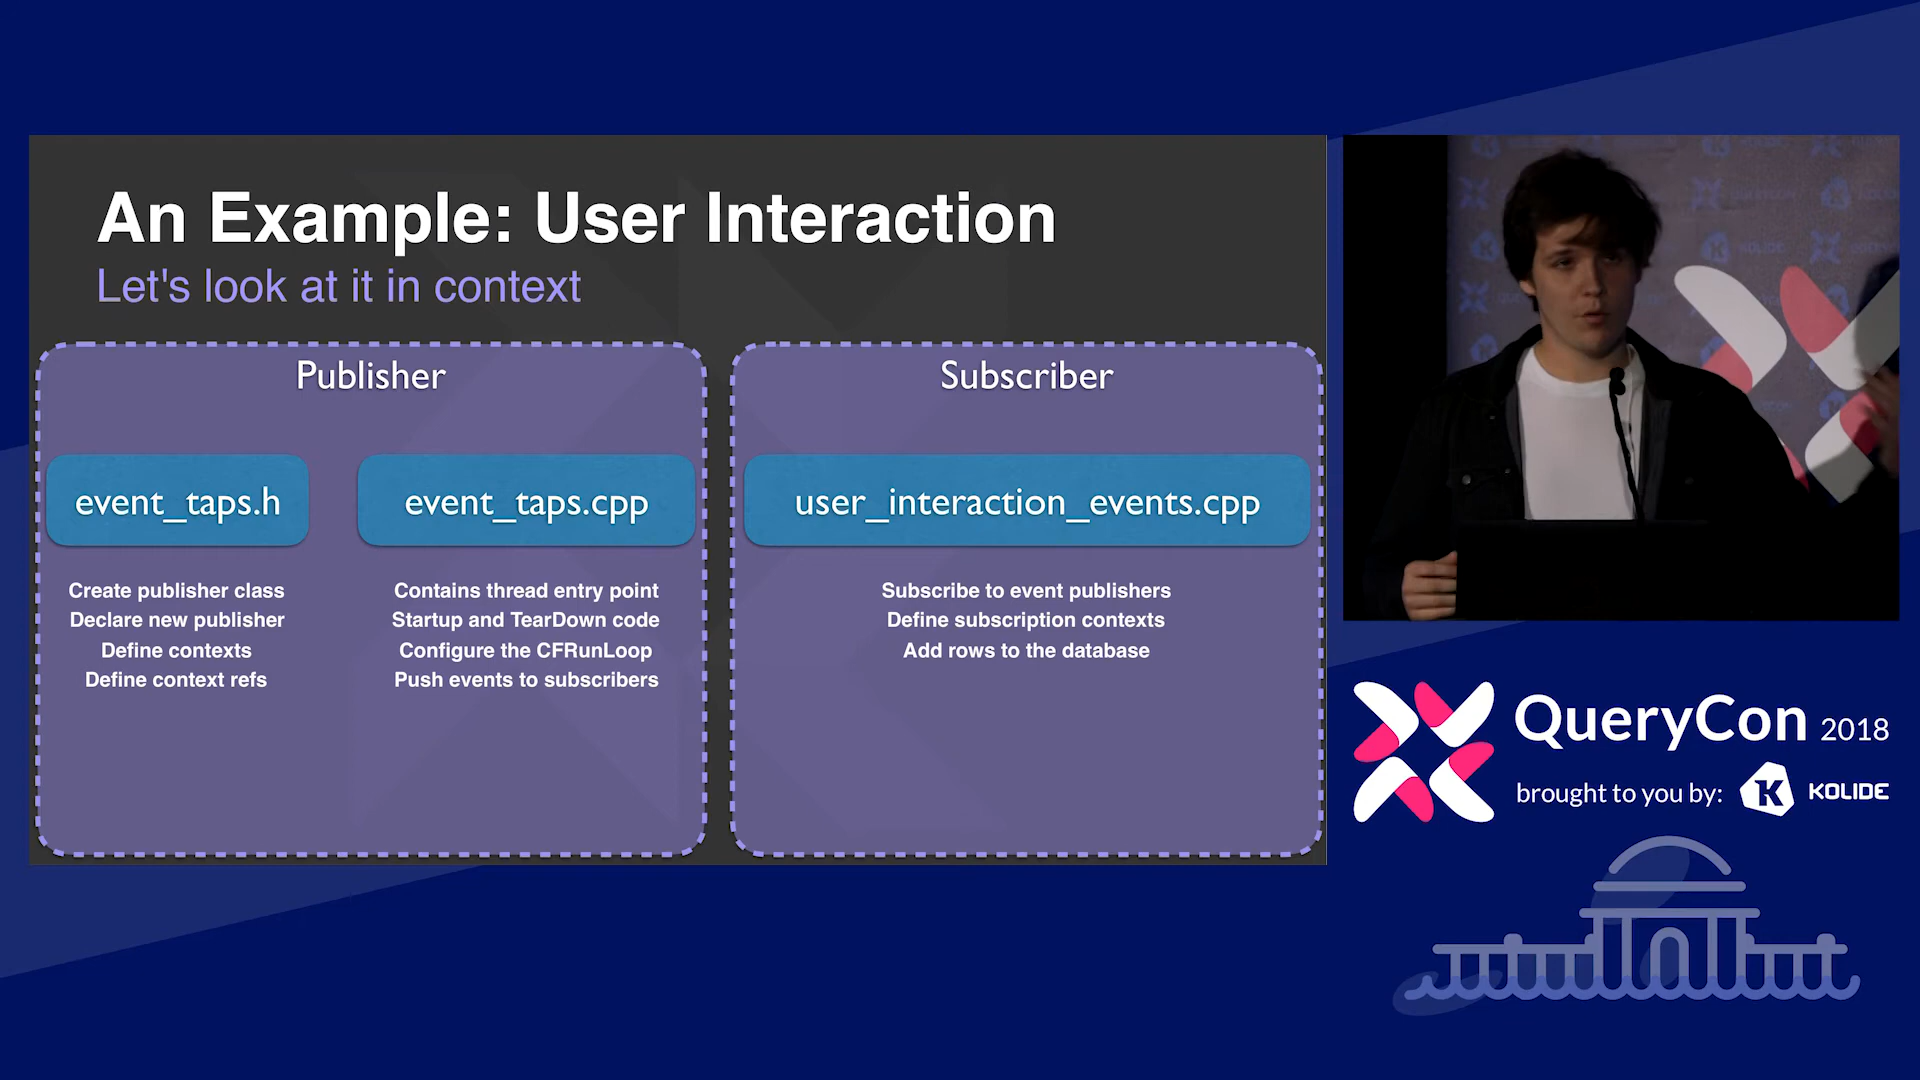 An Example: User Interaction
Let's look at it in context
Publisher
event_taps.h
Create publisher class
Declare new publisher
Define contexts
Define context refs
event_taps.cpp
Contains thread entry point
Startup and TearDown code
Configure the CFRunLoop
Push events to subscribers
Subscriber
user_interaction_events.cpp
Subscribe to event publishers
Define subscription contexts
Add rows to the database
KOLIDE
QueryCon 2018
brought to you by: K KOLIDE